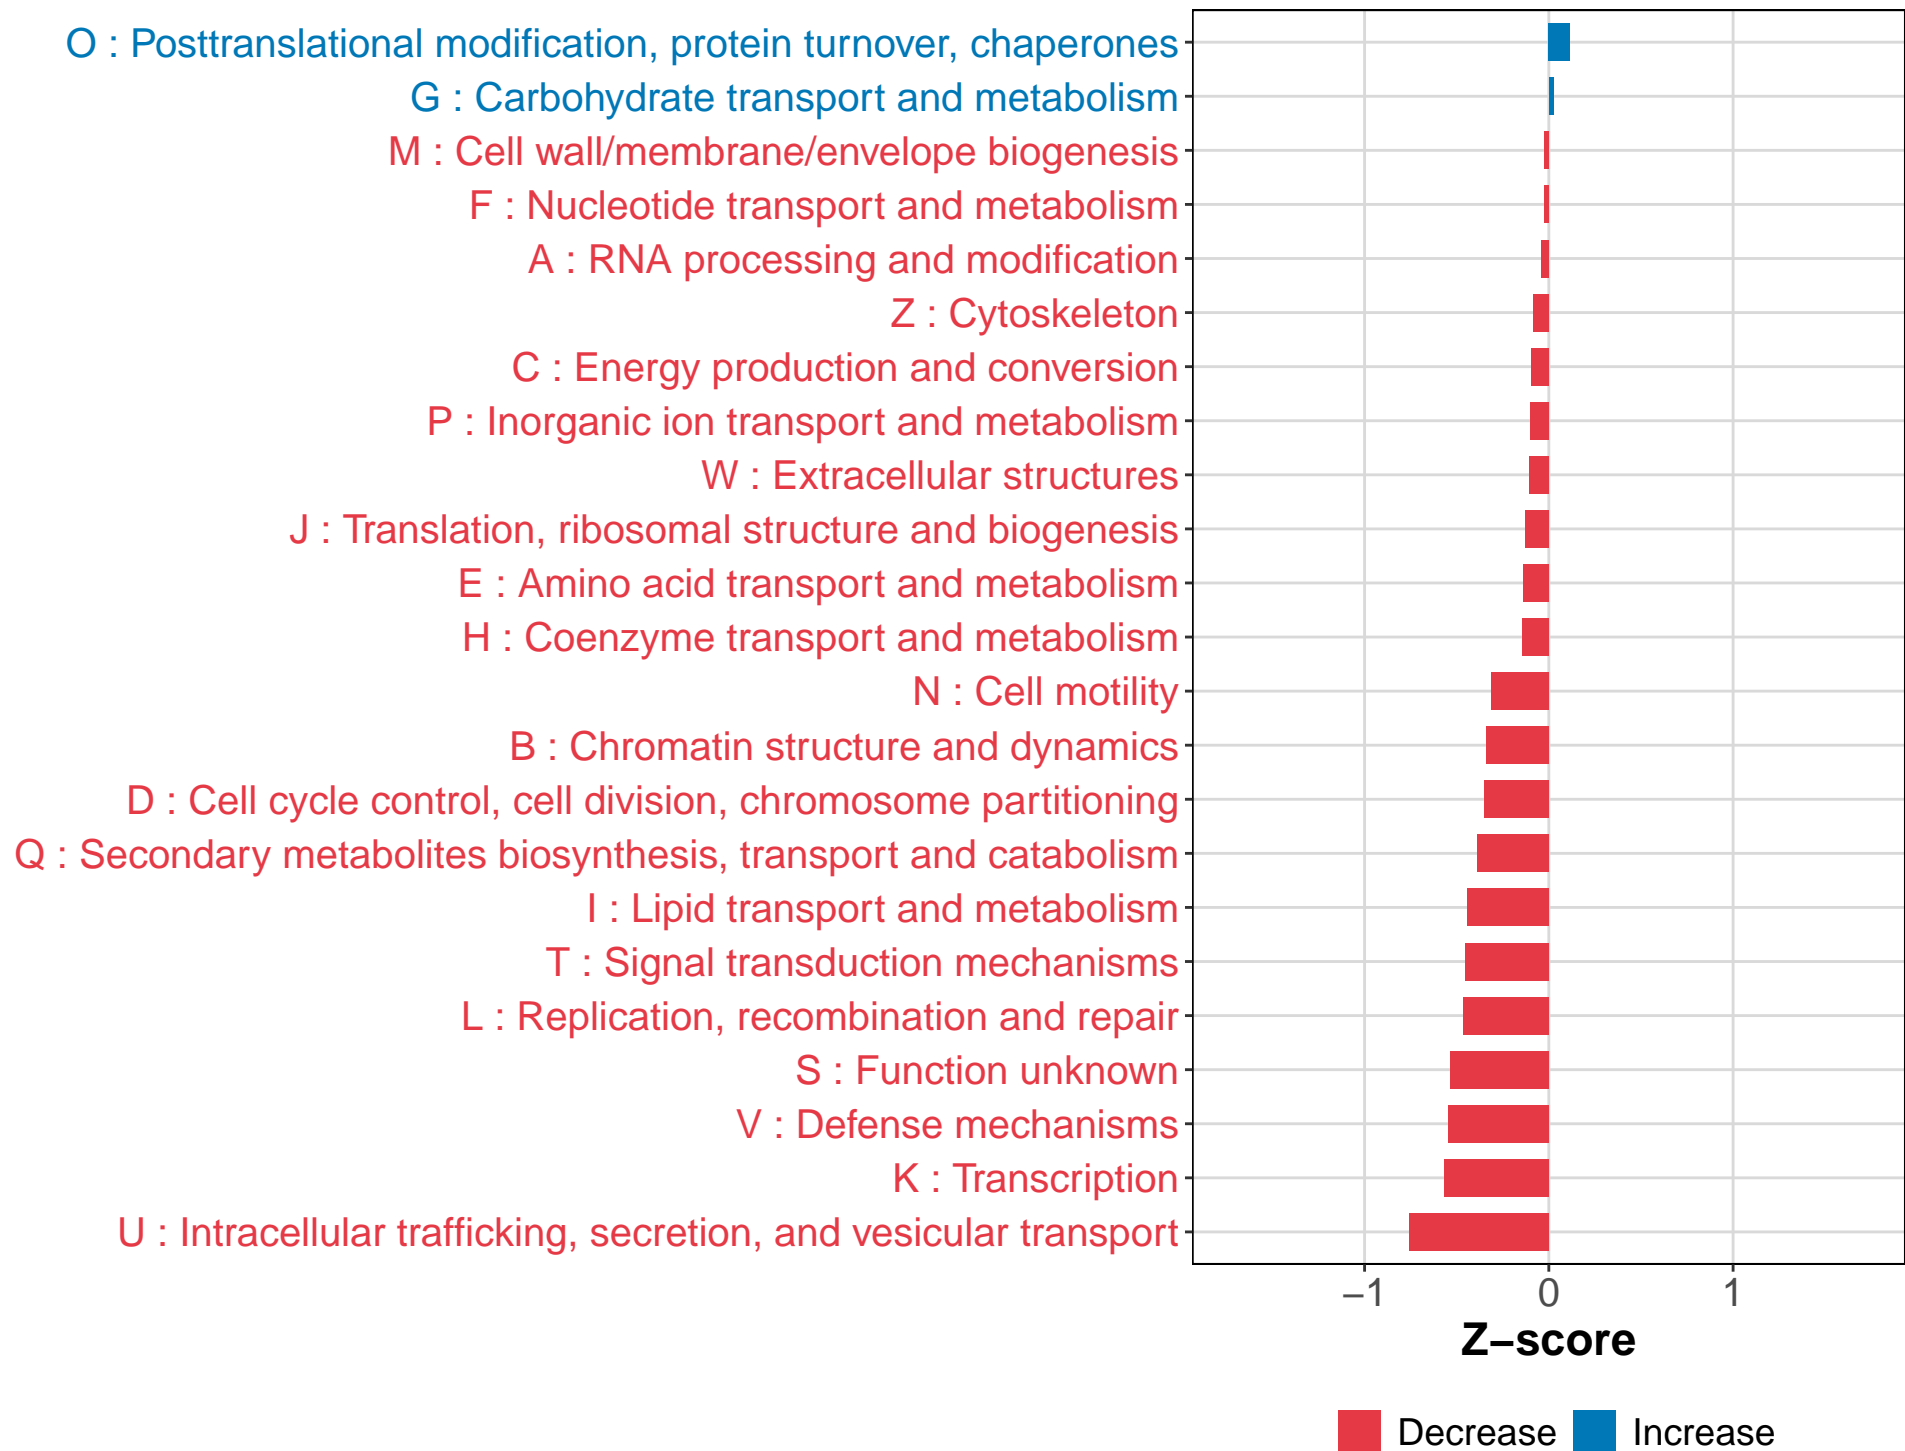 O : Posttranslational modification, protein turnover, chaperones
G : Carbohydrate transport and metabolism
M : Cell wall/membrane/envelope biogenesis
F : Nucleotide transport and metabolism
A : RNA processing and modification
Z : Cytoskeleton
C : Energy production and conversion
P : Inorganic ion transport and metabolism
W : Extracellular structures
J : Translation, ribosomal structure and biogenesis
E : Amino acid transport and metabolism
H : Coenzyme transport and metabolism
N : Cell motility
B : Chromatin structure and dynamics
D : Cell cycle control, cell division, chromosome partitioning
Q : Secondary metabolites biosynthesis, transport and catabolism
I : Lipid transport and metabolism
T : Signal transduction mechanisms
L : Replication, recombination and repair
S : Function unknown
V : Defense mechanisms
K : Transcription
U : Intracellular trafficking, secretion, and vesicular transport
−1 0 1
Z−score
Decrease Increase